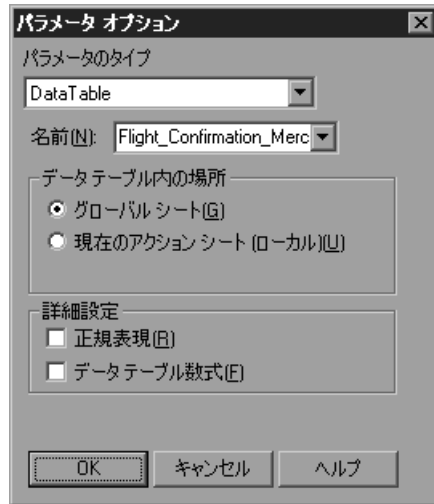 パラメータ オプション
パラメータのタイプ
DataTable
名前(N): Flight_Confirmation_Merc
データ テーブル内の場所
グローバル シート(G)
現在のアクション シート (ローカル)(U)
詳細設定
正規表現(R)
データ テーブル数式(F)
OK キャンセル ヘルプ